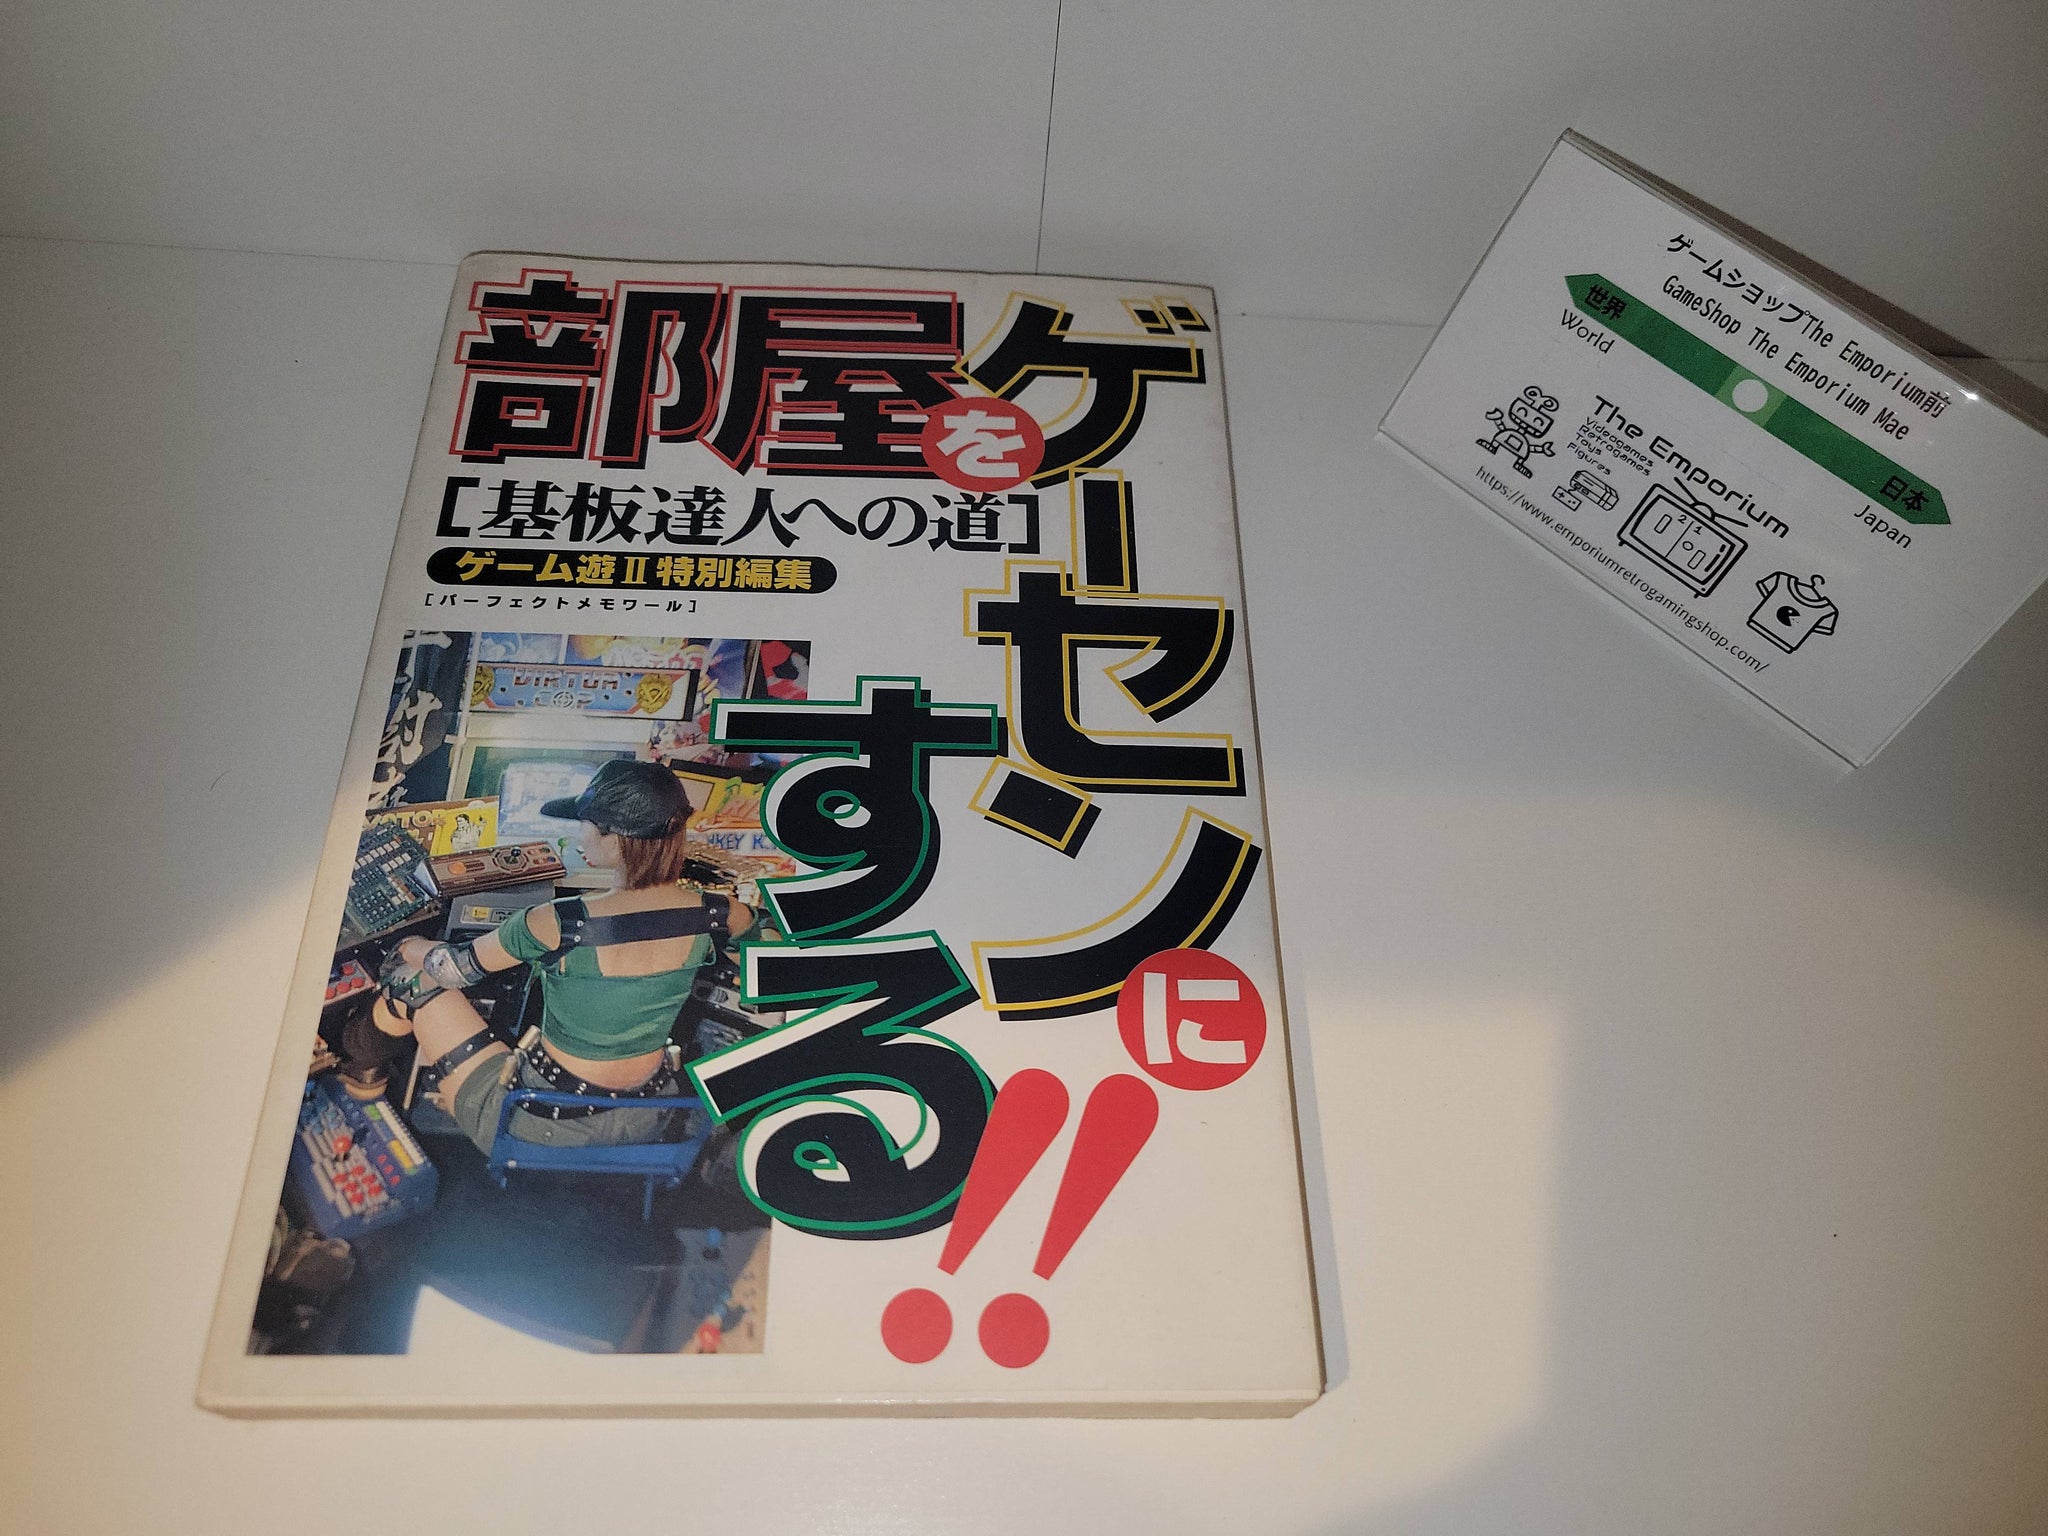 部屋を
ゲーセンに
する!!
[基板達人への道]
ゲーム遊II特別編集
[パーフェクトメモワール]
VIRTUA
COP
ゲームショップThe Emporium前
GameShop The Emporium Mae
世界
World
日本
Japan
The Emporium
Videogames
Retrogames
Toys
Figures
2 1
https://www.emporiumretrogamingshop.com/